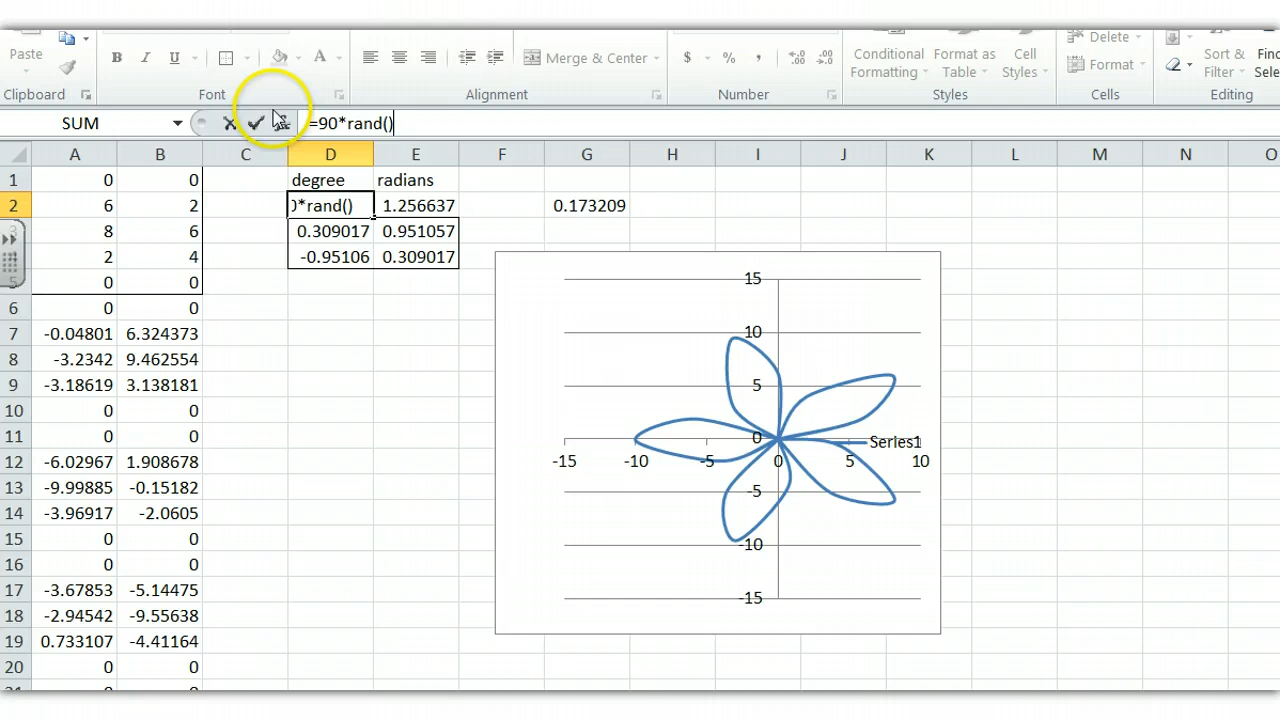 Paste B I U A Merge & Center $ % , Conditional Format as Cell Delete Sort & Find
Formatting Table Styles Format Filter Sele
Clipboard Font Alignment Number Styles Cells Editing
SUM =90*rand()
A B C D E F G H I J K L M N O
1 0 0 degree radians
2 6 2 )*rand() 1.256637 0.173209
3 8 6 0.309017 0.951057
4 2 4 -0.95106 0.309017
5 0 0
6 0 0
7 -0.04801 6.324373
8 -3.2342 9.462554
9 -3.18619 3.138181
10 0 0
11 0 0
12 -6.02967 1.908678
13 -9.99885 -0.15182
14 -3.96917 -2.0605
15 0 0
16 0 0
17 -3.67853 -5.14475
18 -2.94542 -9.55638
19 0.733107 -4.41164
20 0 0
15
10
5
0 Series1
-15 -10 -5 0 5 10
-5
-10
-15